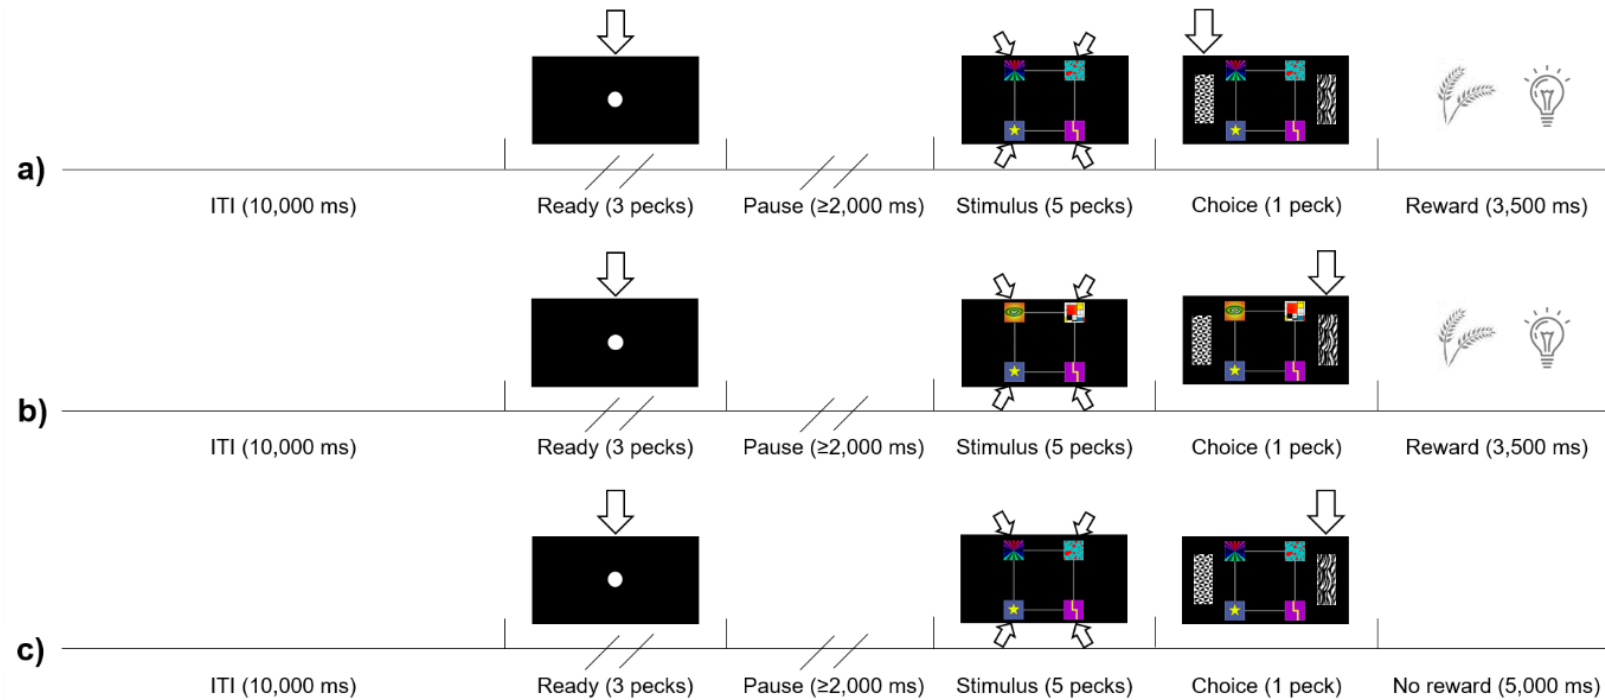 a)
ITI (10,000 ms) Ready (3 pecks) Pause (≥2,000 ms) Stimulus (5 pecks) Choice (1 peck) Reward (3,500 ms)
b)
ITI (10,000 ms) Ready (3 pecks) Pause (≥2,000 ms) Stimulus (5 pecks) Choice (1 peck) Reward (3,500 ms)
c)
ITI (10,000 ms) Ready (3 pecks) Pause (≥2,000 ms) Stimulus (5 pecks) Choice (1 peck) No reward (5,000 ms)